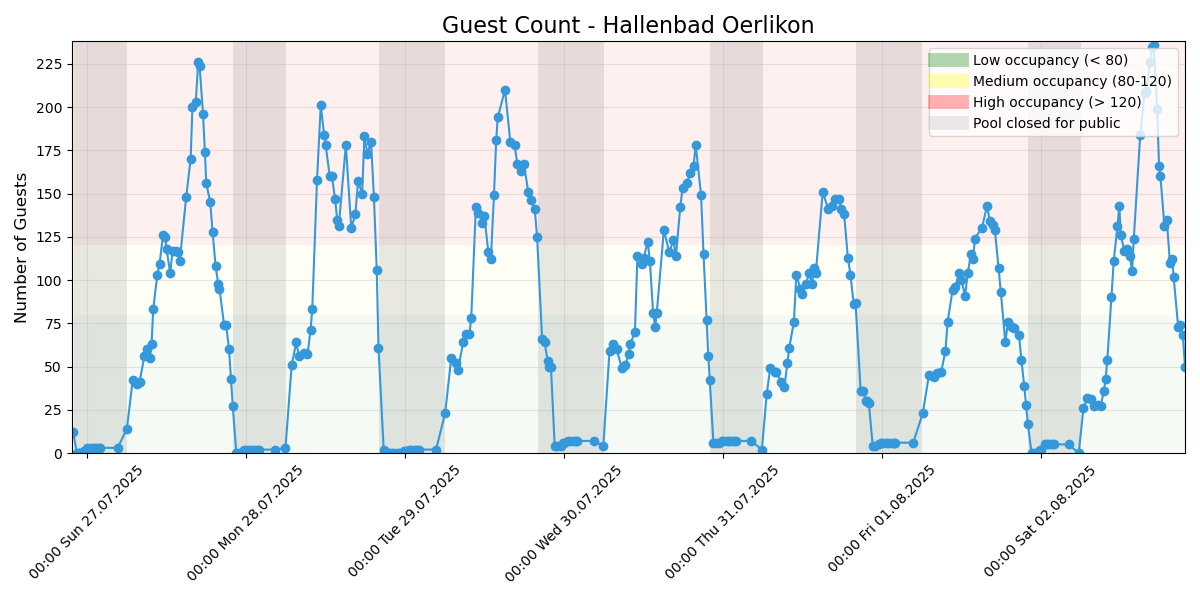 Guest Count - Hallenbad Oerlikon
Number of Guests
225
200
175
150
125
100
75
50
25
0
Low occupancy (< 80)
Medium occupancy (80-120)
High occupancy (> 120)
Pool closed for public
00:00 Sun 27.07.2025
00:00 Mon 28.07.2025
00:00 Tue 29.07.2025
00:00 Wed 30.07.2025
00:00 Thu 31.07.2025
00:00 Fri 01.08.2025
00:00 Sat 02.08.2025